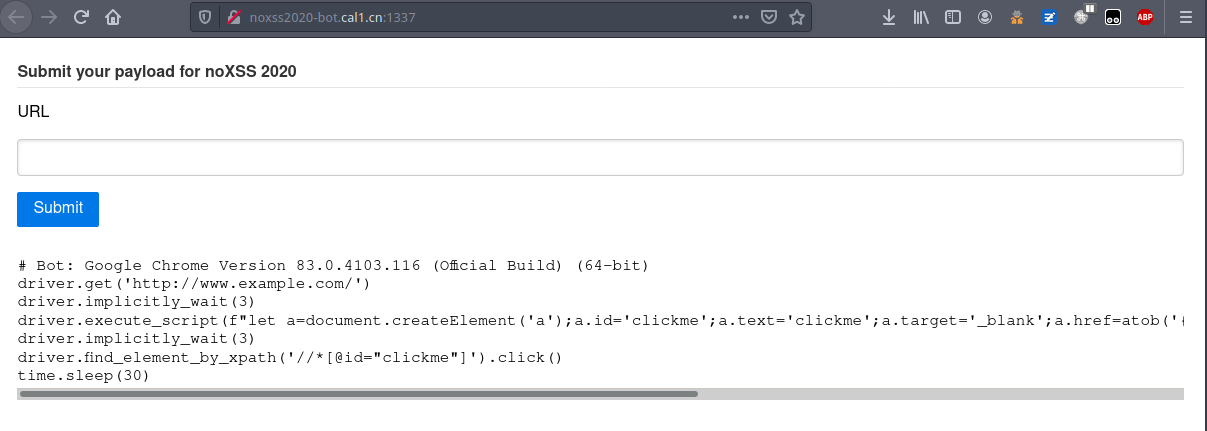 noxss2020-bot.cal1.cn:1337
ABP
Submit your payload for noXSS 2020
URL
Submit
# Bot: Google Chrome Version 83.0.4103.116 (Official Build) (64-bit)
driver.get('http://www.example.com/')
driver.implicitly_wait(3)
driver.execute_script(f"let a=document.createElement('a');a.id='clickme';a.text='clickme';a.target='_blank';a.href=atob('{
driver.implicitly_wait(3)
driver.find_element_by_xpath('//*[@id="clickme"]').click()
time.sleep(30)